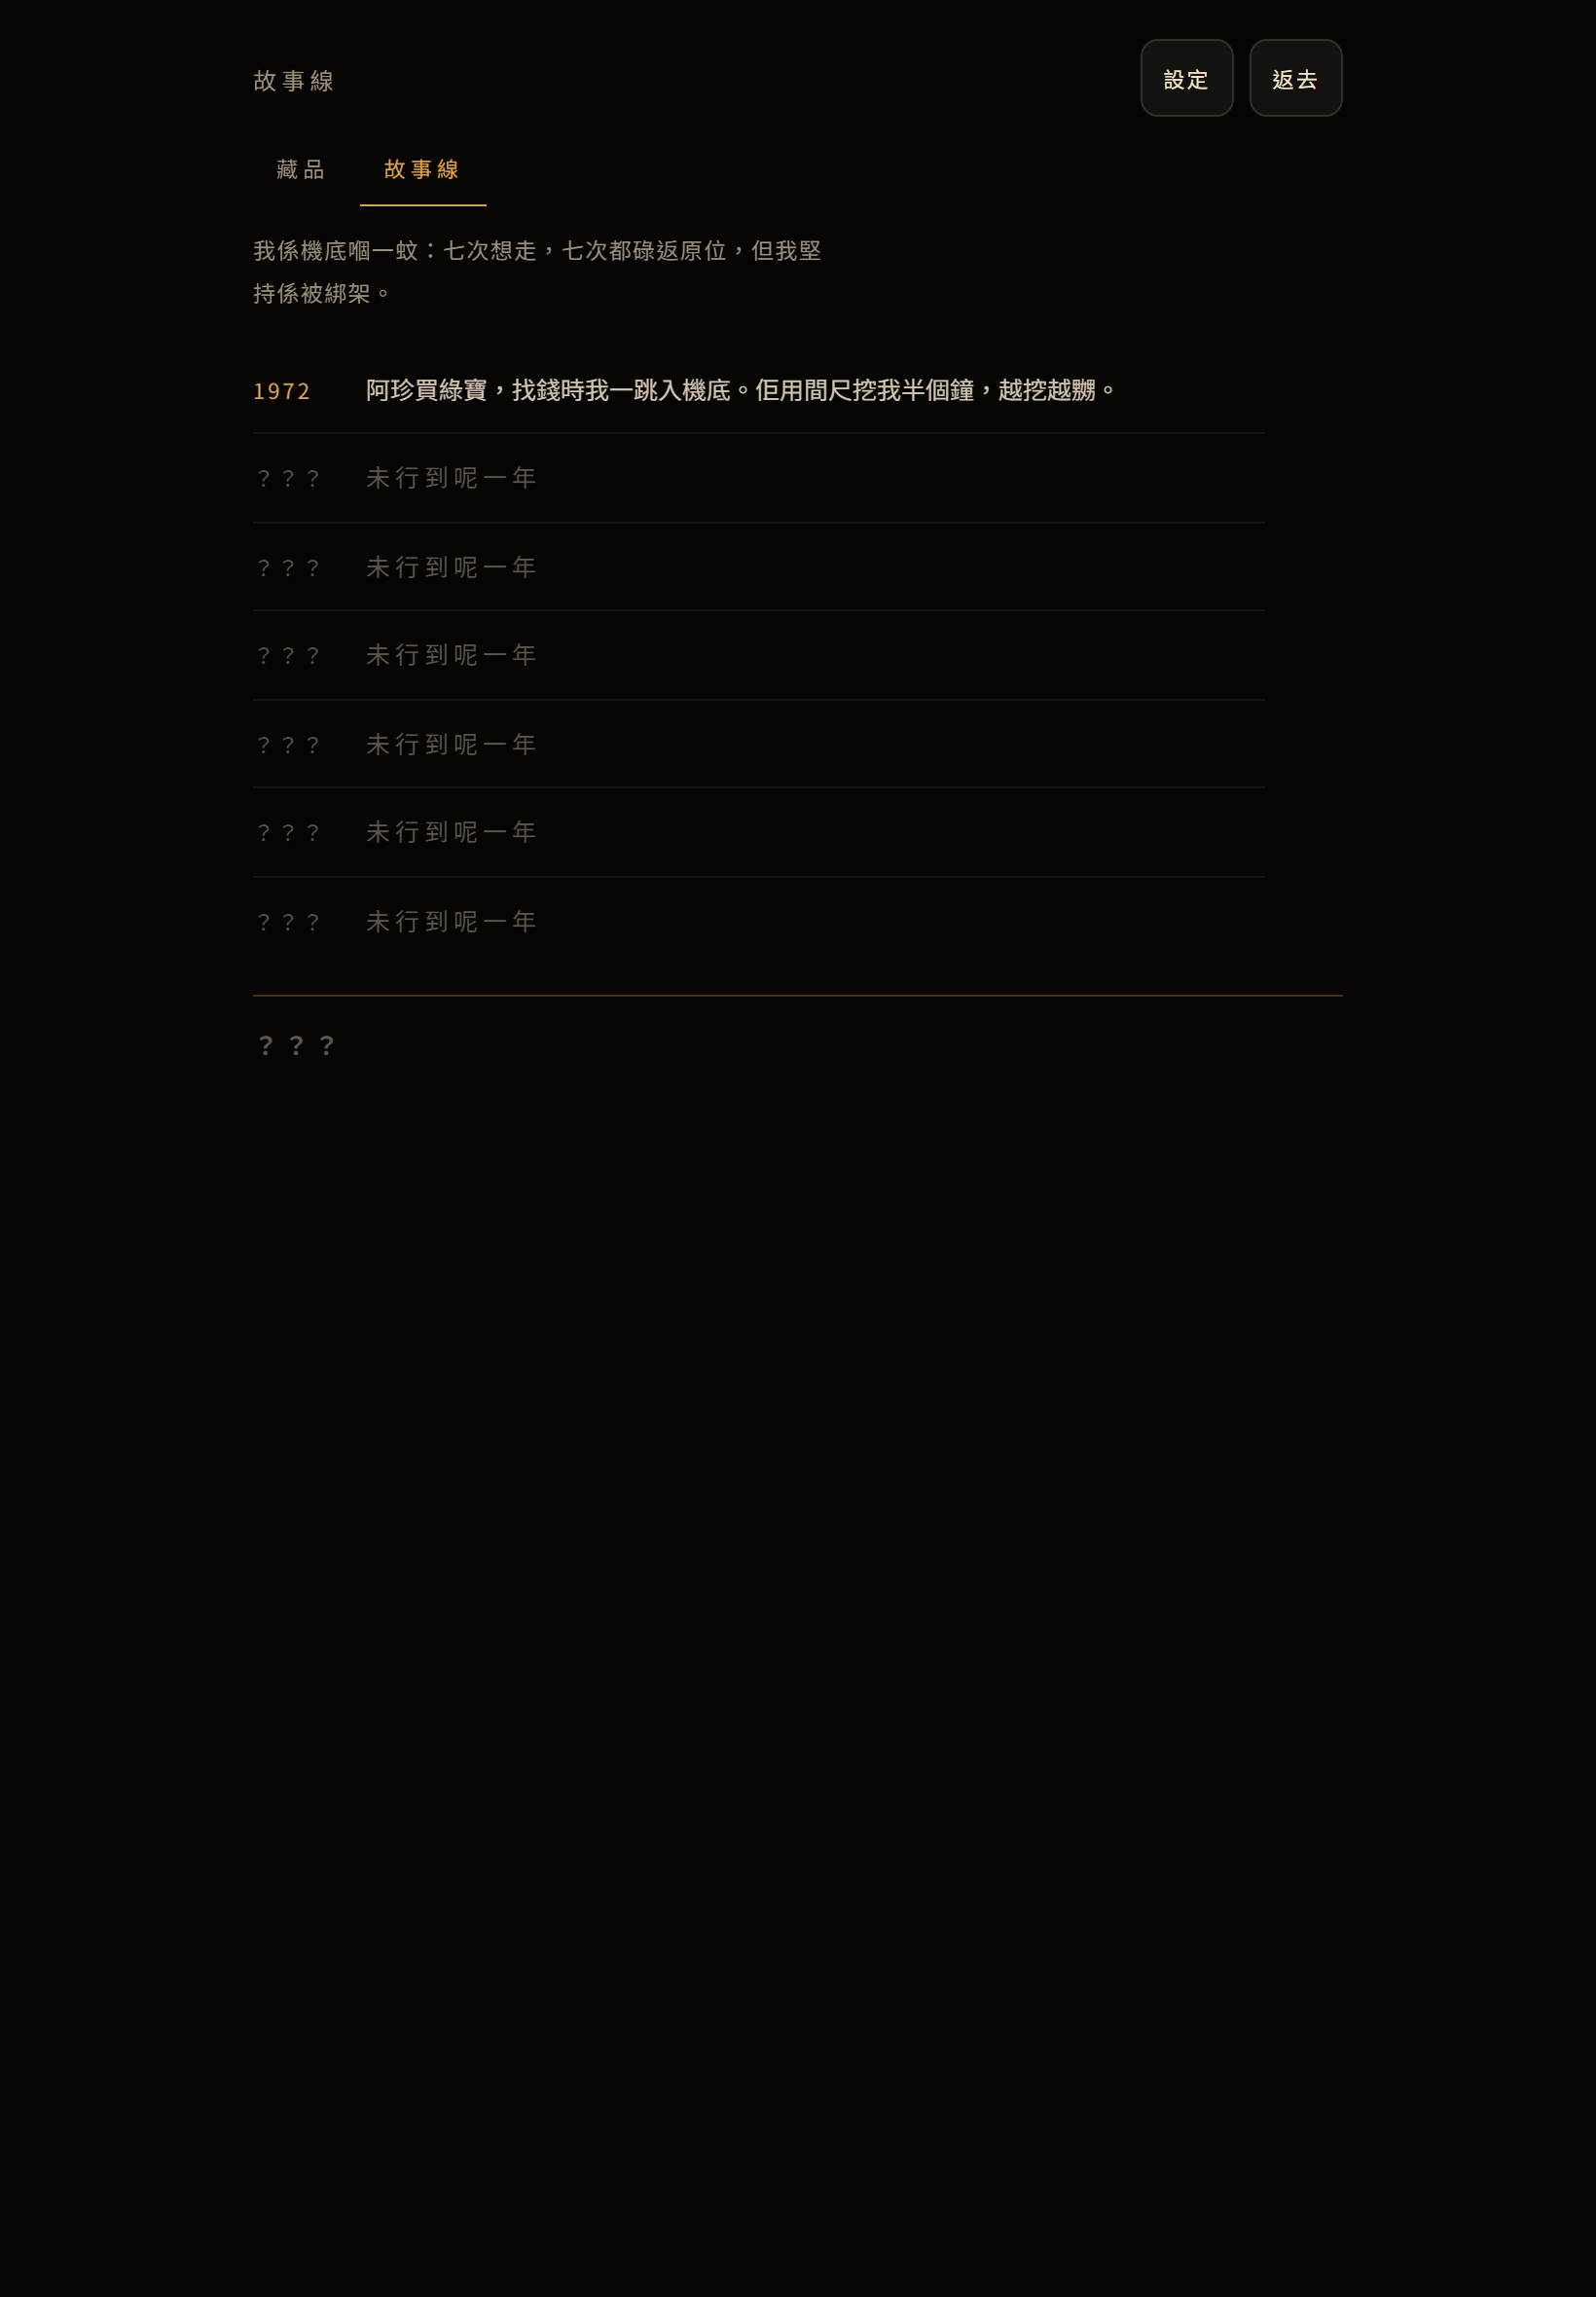 故事線
設定
返去
藏品
故事線
我係機底嗰一蚊：七次想走，七次都碌返原位，但我堅
持係被綁架。
1972 阿珍買綠寶，找錢時我一跳入機底。佢用間尺挖我半個鐘，越挖越嬲。
？？？ 未行到呢一年
？？？ 未行到呢一年
？？？ 未行到呢一年
？？？ 未行到呢一年
？？？ 未行到呢一年
？？？ 未行到呢一年
？？？